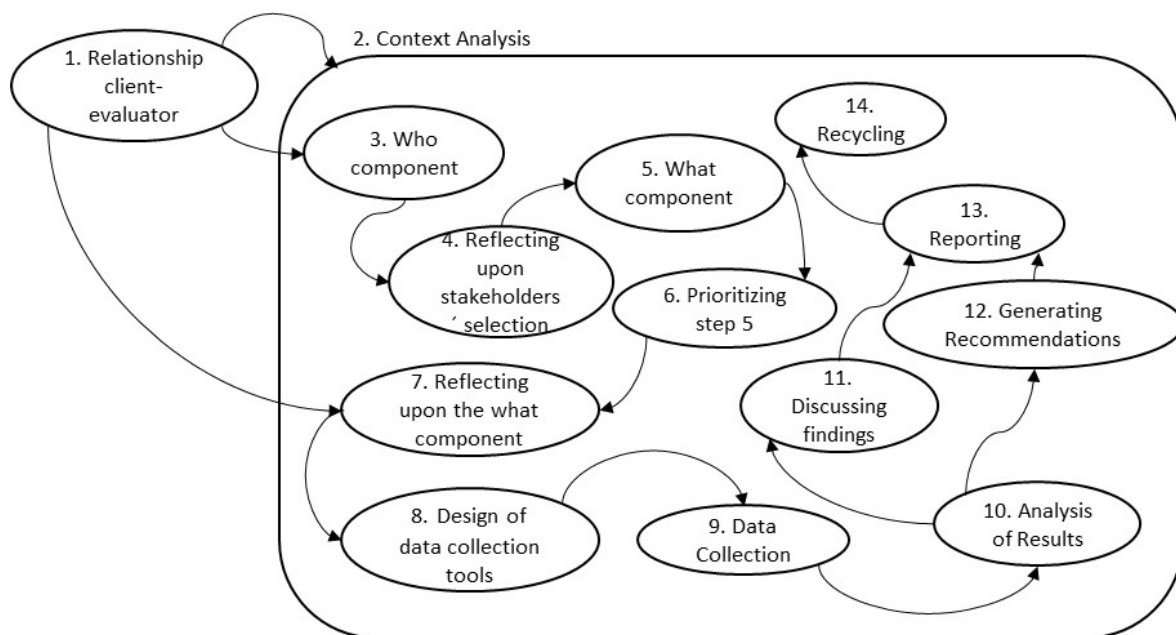 1. Relationship
client-
evaluator
2. Context Analysis
3. Who
component
4. Reflecting
upon
stakeholders
´ selection
5. What
component
6. Prioritizing
step 5
7. Reflecting
upon the what
component
8. Design of
data collection
tools
9. Data
Collection
10. Analysis
of Results
11.
Discussing
findings
12. Generating
Recommendations
13.
Reporting
14.
Recycling